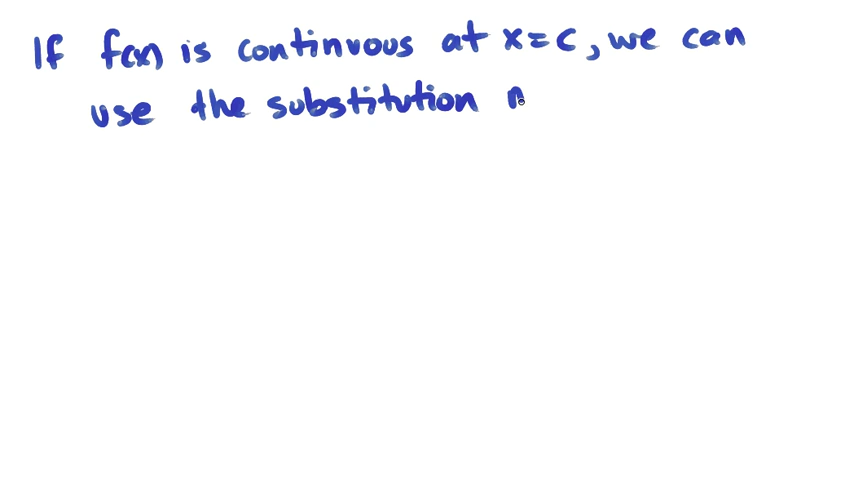 If f(x) is continuous at x=c, we can
use the substitution